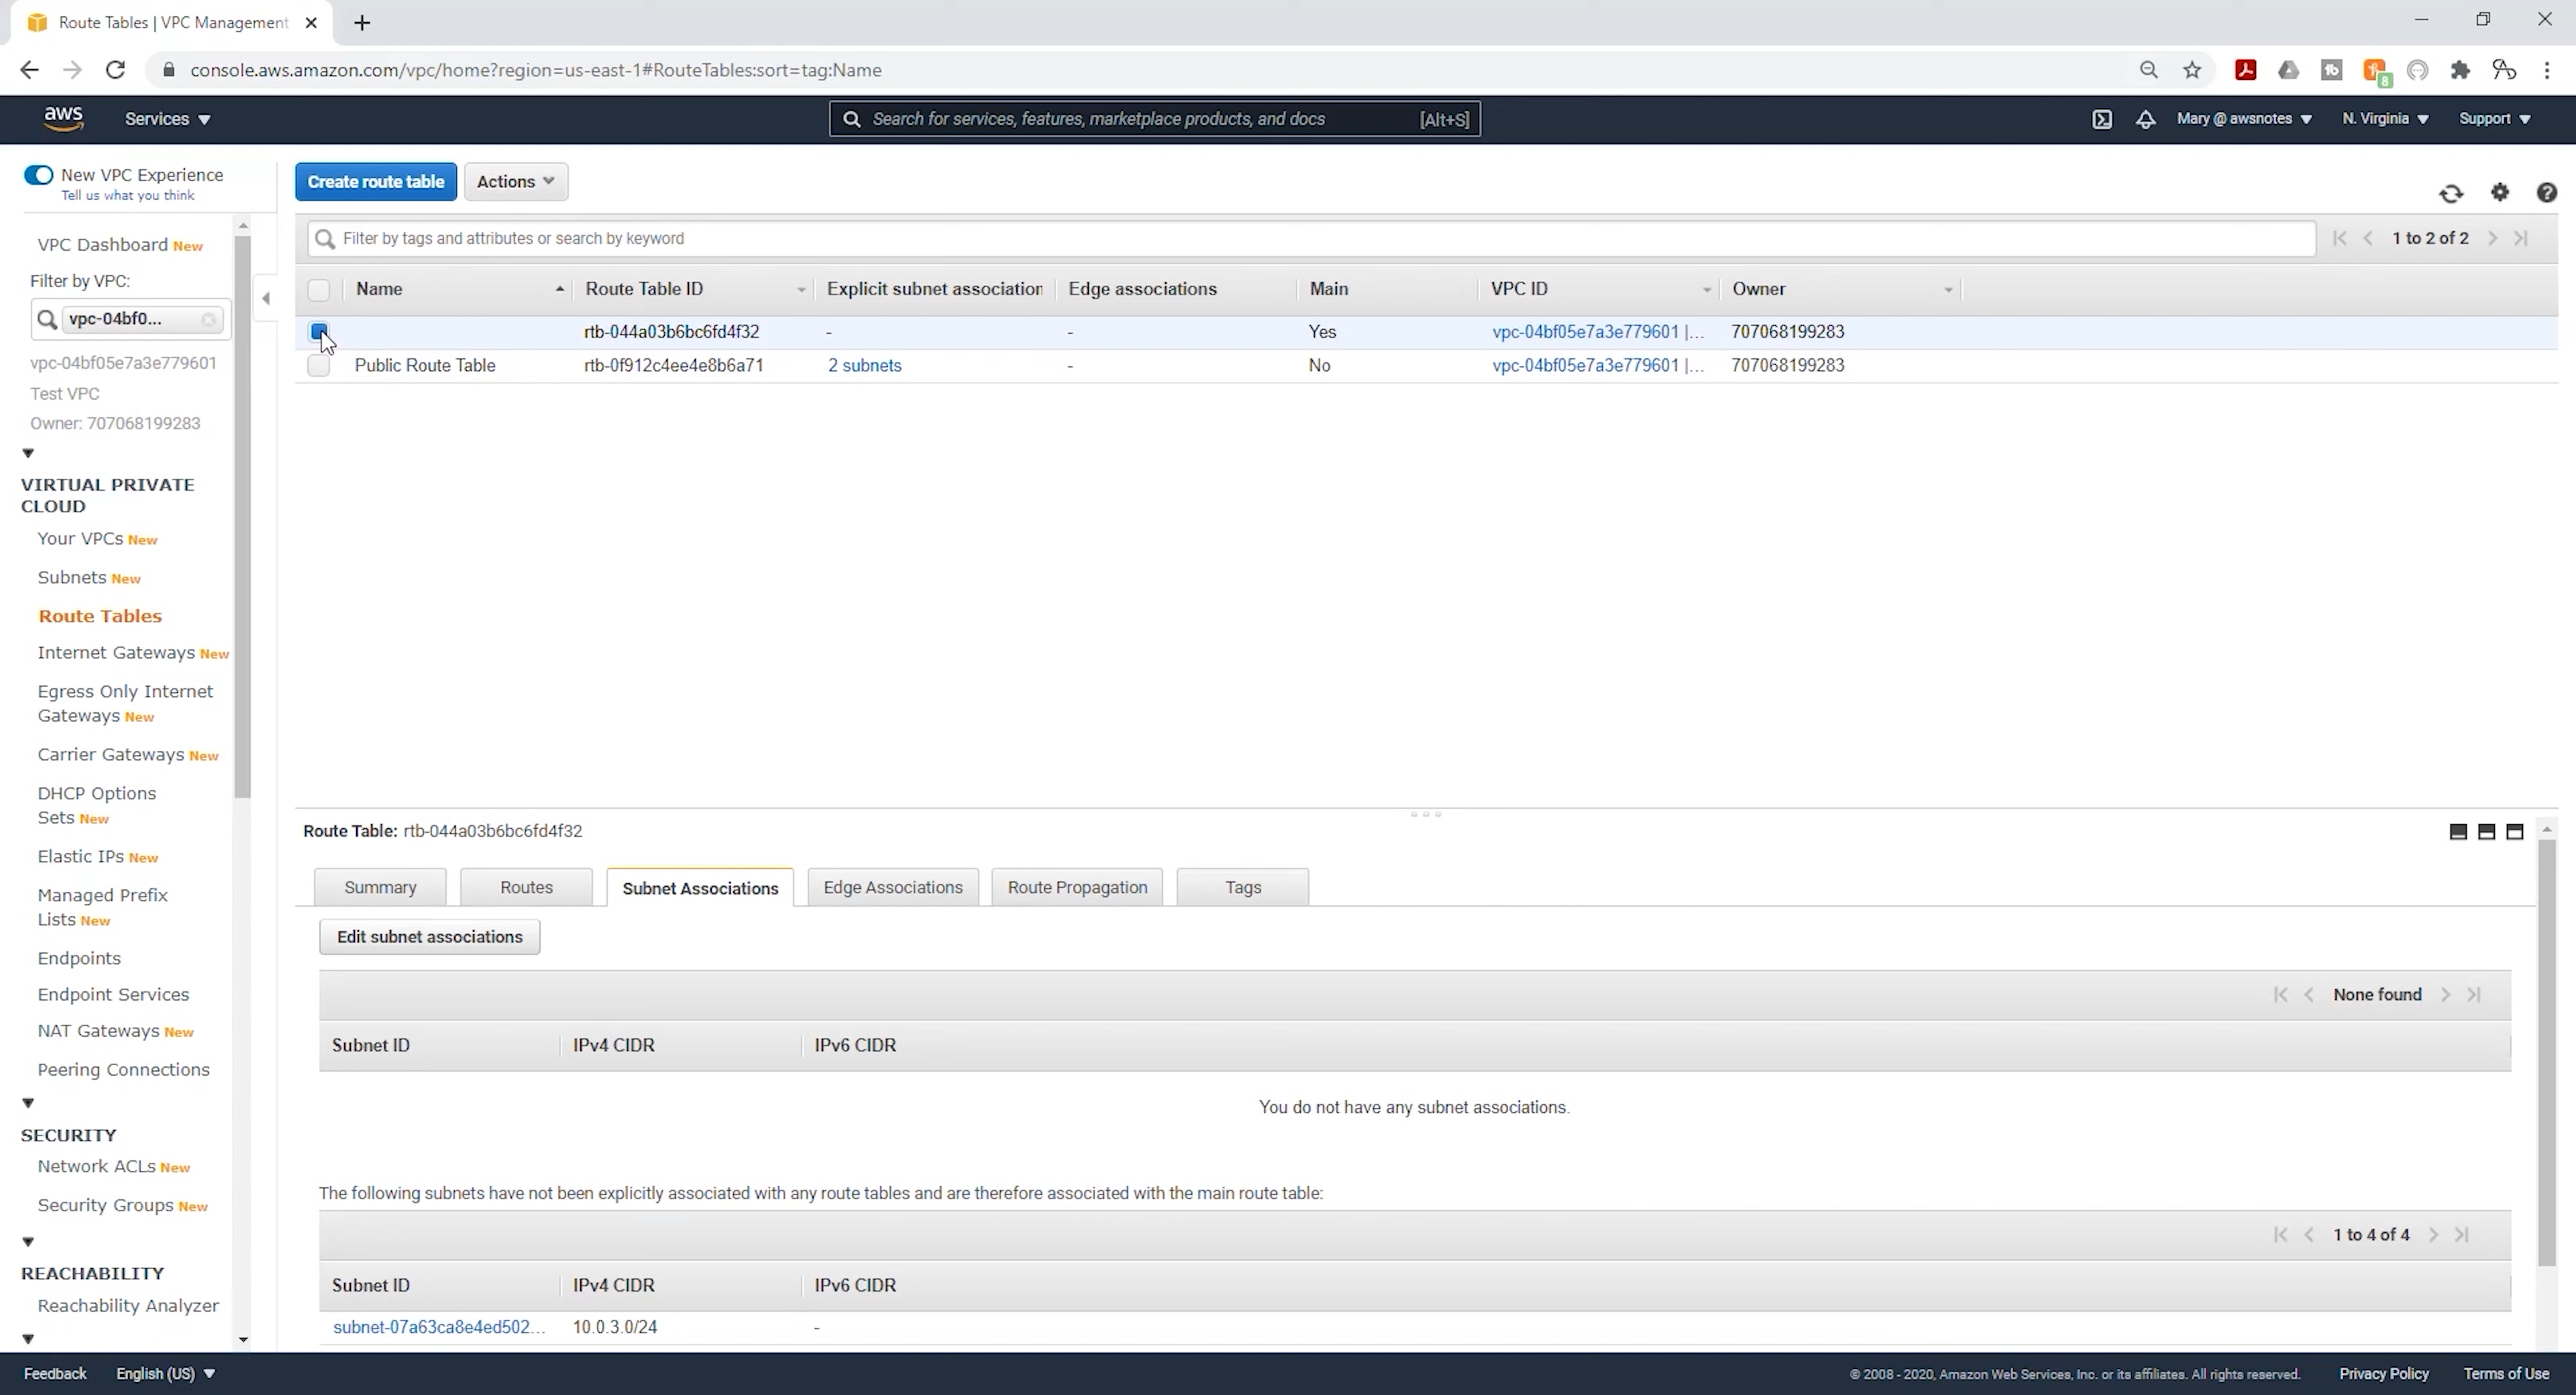 Route Tables | VPC Management
console.aws.amazon.com/vpc/home?region=us-east-1#RouteTables:sort=tag:Name
8
aws
Services
Search for services, features, marketplace products, and docs
[Alt+S]
Mary @ awsnotes
N. Virginia
Support
New VPC Experience
Tell us what you think
Create route table
Actions
VPC Dashboard New
Filter by VPC:
vpc-04bf0...
vpc-04bf05e7a3e779601
Test VPC
Owner: 707068199283
Filter by tags and attributes or search by keyword
1 to 2 of 2
Name Route Table ID Explicit subnet association Edge associations Main VPC ID Owner
rtb-044a03b6bc6fd4f32 - - Yes vpc-04bf05e7a3e779601 |... 707068199283
Public Route Table rtb-0f912c4ee4e8b6a71 2 subnets - No vpc-04bf05e7a3e779601 |... 707068199283
VIRTUAL PRIVATE
CLOUD
Your VPCs New
Subnets New
Route Tables
Internet Gateways New
Egress Only Internet
Gateways New
Carrier Gateways New
DHCP Options
Sets New
Elastic IPs New
Managed Prefix
Lists New
Endpoints
Endpoint Services
NAT Gateways New
Peering Connections
SECURITY
Network ACLs New
Security Groups New
REACHABILITY
Reachability Analyzer
Route Table: rtb-044a03b6bc6fd4f32
Summary Routes Subnet Associations Edge Associations Route Propagation Tags
Edit subnet associations
None found
Subnet ID IPv4 CIDR IPv6 CIDR
You do not have any subnet associations.
The following subnets have not been explicitly associated with any route tables and are therefore associated with the main route table:
1 to 4 of 4
Subnet ID IPv4 CIDR IPv6 CIDR
subnet-07a63ca8e4ed502... 10.0.3.0/24 -
Feedback
English (US)
© 2008 - 2020, Amazon Web Services, Inc. or its affiliates. All rights reserved.
Privacy Policy
Terms of Use